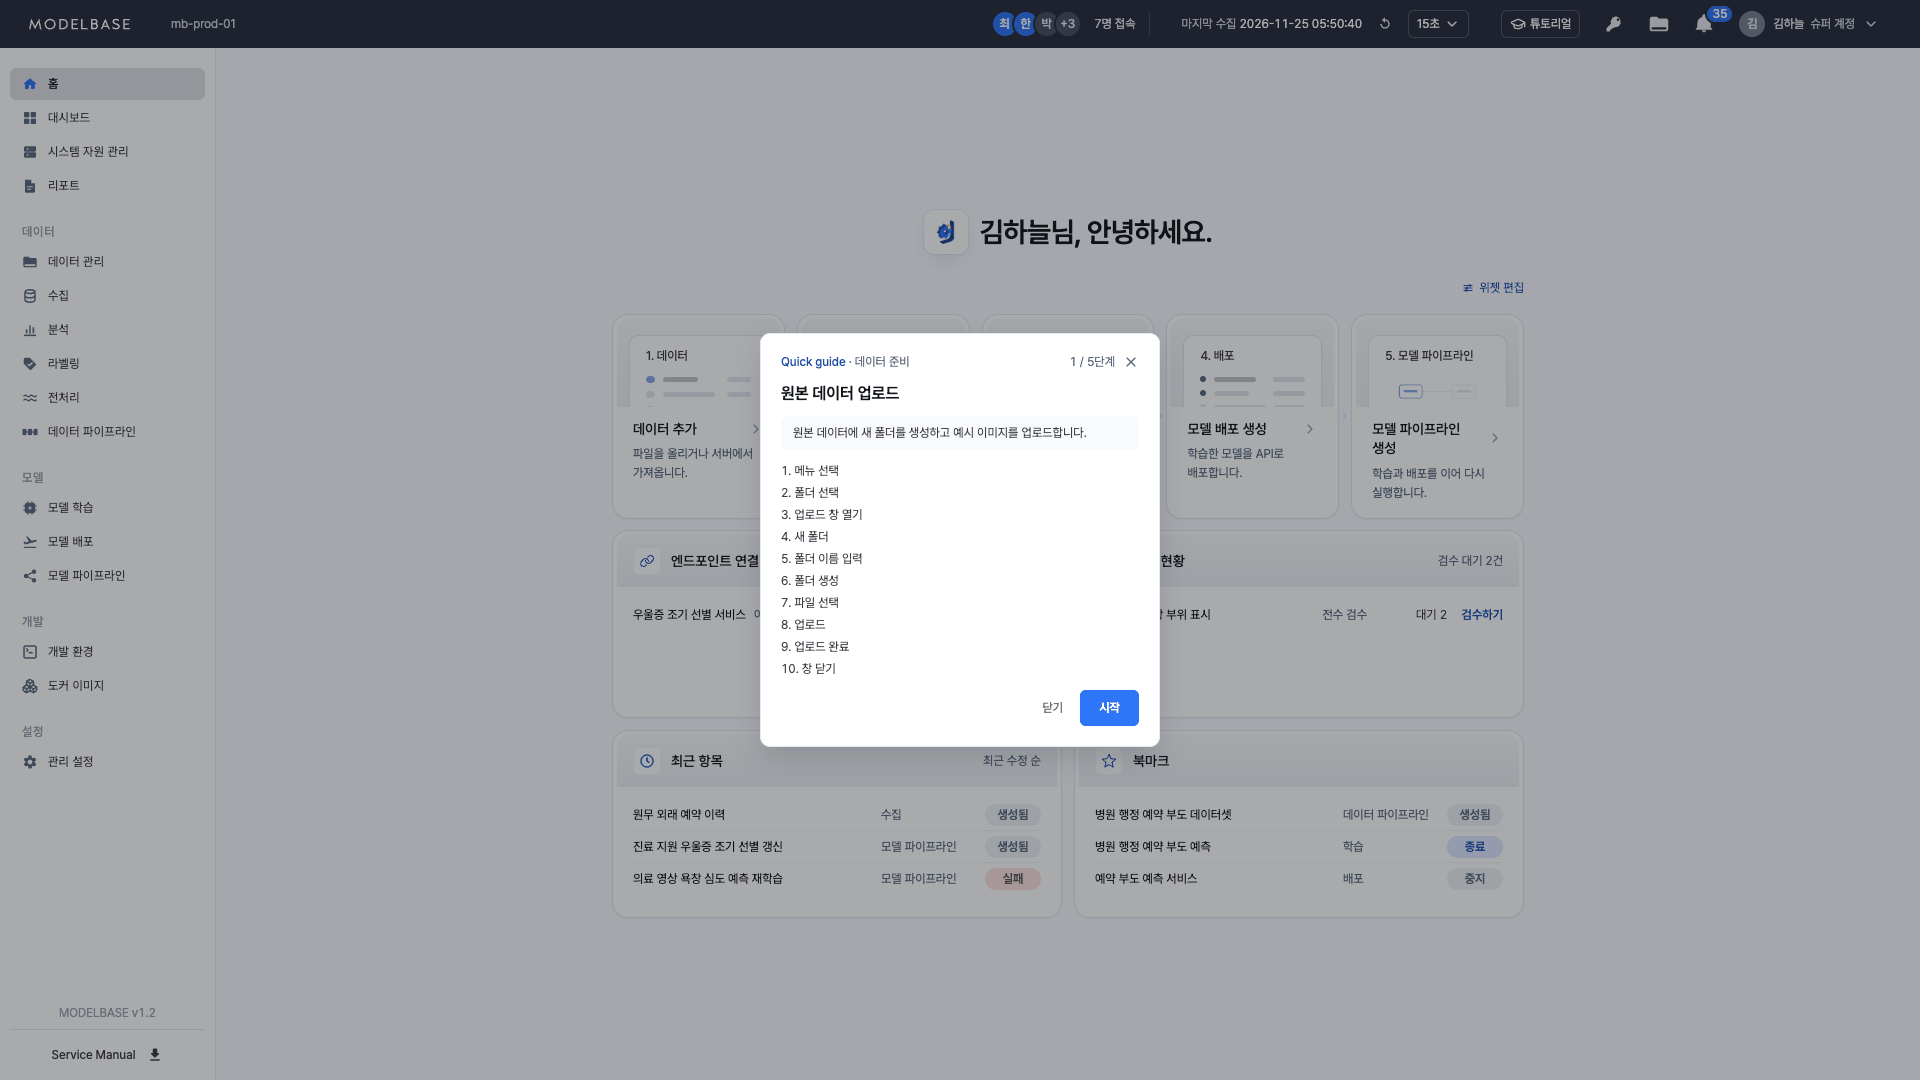 MODELBASE
mb-prod-01
최 한 박 +3 7명 접속
마지막 수집 2026-11-25 05:50:40
15초
튜토리얼
35
김 김하늘 슈퍼 계정
홈
대시보드
시스템 자원 관리
리포트
데이터
데이터 관리
수집
분석
라벨링
전처리
데이터 파이프라인
모델
모델 학습
모델 배포
모델 파이프라인
개발
개발 환경
도커 이미지
설정
관리 설정
MODELBASE v1.2
Service Manual
김하늘님, 안녕하세요.
위젯 편집
1. 데이터
데이터 추가
파일을 올리거나 서버에서
가져옵니다.
4. 배포
모델 배포 생성
학습한 모델을 API로
배포합니다.
5. 모델 파이프라인
모델 파이프라인
생성
학습과 배포를 이어 다시
실행합니다.
Quick guide · 데이터 준비
1 / 5단계
원본 데이터 업로드
원본 데이터에 새 폴더를 생성하고 예시 이미지를 업로드합니다.
1. 메뉴 선택
2. 폴더 선택
3. 업로드 창 열기
4. 새 폴더
5. 폴더 이름 입력
6. 폴더 생성
7. 파일 선택
8. 업로드
9. 업로드 완료
10. 창 닫기
닫기
시작
엔드포인트 연결
우울증 조기 선별 서비스
현황
검수 대기 2건
부위 표시 전수 검수 대기 2 검수하기
최근 항목
최근 수정 순
원무 외래 예약 이력 수집 생성됨
진료 지원 우울증 조기 선별 갱신 모델 파이프라인 생성됨
의료 영상 욕창 심도 예측 재학습 모델 파이프라인 실패
북마크
병원 행정 예약 부도 데이터셋 데이터 파이프라인 생성됨
병원 행정 예약 부도 예측 학습 종료
예약 부도 예측 서비스 배포 중지